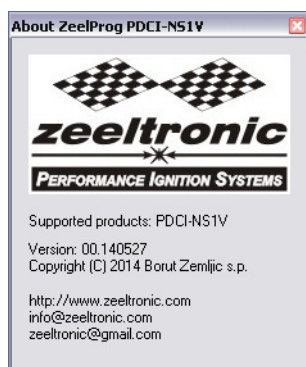 About ZeelProg PDCI-NS1V
zeeltronic
PERFORMANCE IGNITION SYSTEMS
Supported products: PDCI-NS1V
Version: 00.140527
Copyright (C) 2014 Borut Zemljic s.p.
http://www.zeeltronic.com
info@zeeltronic.com
zeeltronic@gmail.com